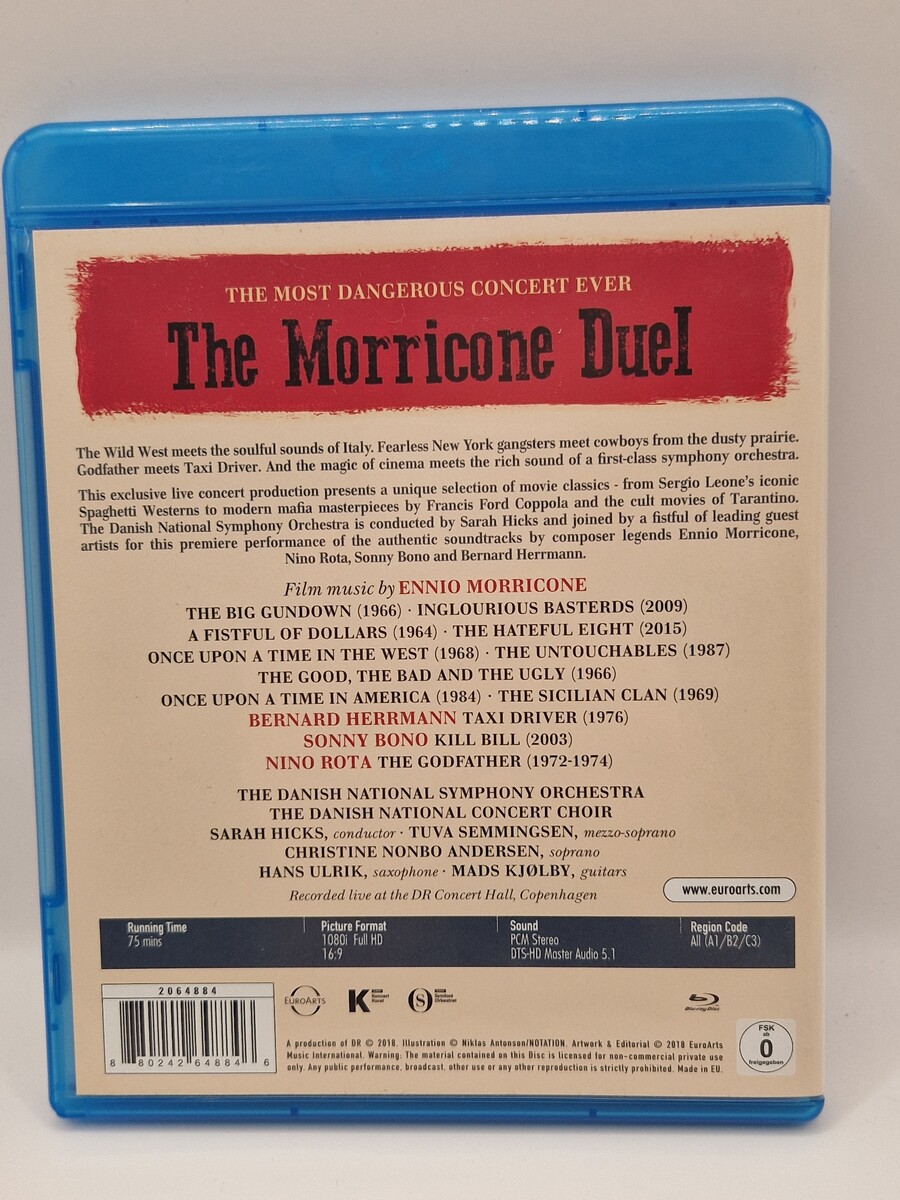 THE MOST DANGEROUS CONCERT EVER
The Morricone Duel
The Wild West meets the soulful sounds of Italy. Fearless New York gangsters meet cowboys from the dusty prairie.
Godfather meets Taxi Driver. And the magic of cinema meets the rich sound of a first-class symphony orchestra.
This exclusive live concert production presents a unique selection of movie classics - from Sergio Leone's iconic
Spaghetti Westerns to modern mafia masterpieces by Francis Ford Coppola and the cult movies of Tarantino.
The Danish National Symphony Orchestra is conducted by Sarah Hicks and joined by a fistful of leading guest
artists for this premiere performance of the authentic soundtracks by composer legends Ennio Morricone,
Nino Rota, Sonny Bono and Bernard Herrmann.
Film music by ENNIO MORRICONE
THE BIG GUNDOWN (1966) · INGLOURIOUS BASTERDS (2009)
A FISTFUL OF DOLLARS (1964) · THE HATEFUL EIGHT (2015)
ONCE UPON A TIME IN THE WEST (1968) · THE UNTOUCHABLES (1987)
THE GOOD, THE BAD AND THE UGLY (1966)
ONCE UPON A TIME IN AMERICA (1984) · THE SICILIAN CLAN (1969)
BERNARD HERRMANN TAXI DRIVER (1976)
SONNY BONO KILL BILL (2003)
NINO ROTA THE GODFATHER (1972-1974)
THE DANISH NATIONAL SYMPHONY ORCHESTRA
THE DANISH NATIONAL CONCERT CHOIR
SARAH HICKS, conductor · TUVA SEMMINGSEN, mezzo-soprano
CHRISTINE NONBO ANDERSEN, soprano
HANS ULRIK, saxophone · MADS KJØLBY, guitars
Recorded live at the DR Concert Hall, Copenhagen
www.euroarts.com
Running Time
75 mins
Picture Format
1080i Full HD
16:9
Sound
PCM Stereo
DTS-HD Master Audio 5.1
Region Code
All (A1/B2/C3)
2064884
8 80242 64884 6
EUROARTS
K
Koncert
Koret
S
Symfoni
Orkestret
Blu-ray Disc
FSK
ab
0
freigegeben
A production of DR © 2018. Illustration © Niklas Antonson/NOTATION. Artwork & Editorial © 2018 EuroArts
Music International. Warning: The material contained on this Disc is licensed for non-commercial private use
only. Any public performance, broadcast, other use or any other reproduction is strictly prohibited. Made in EU.